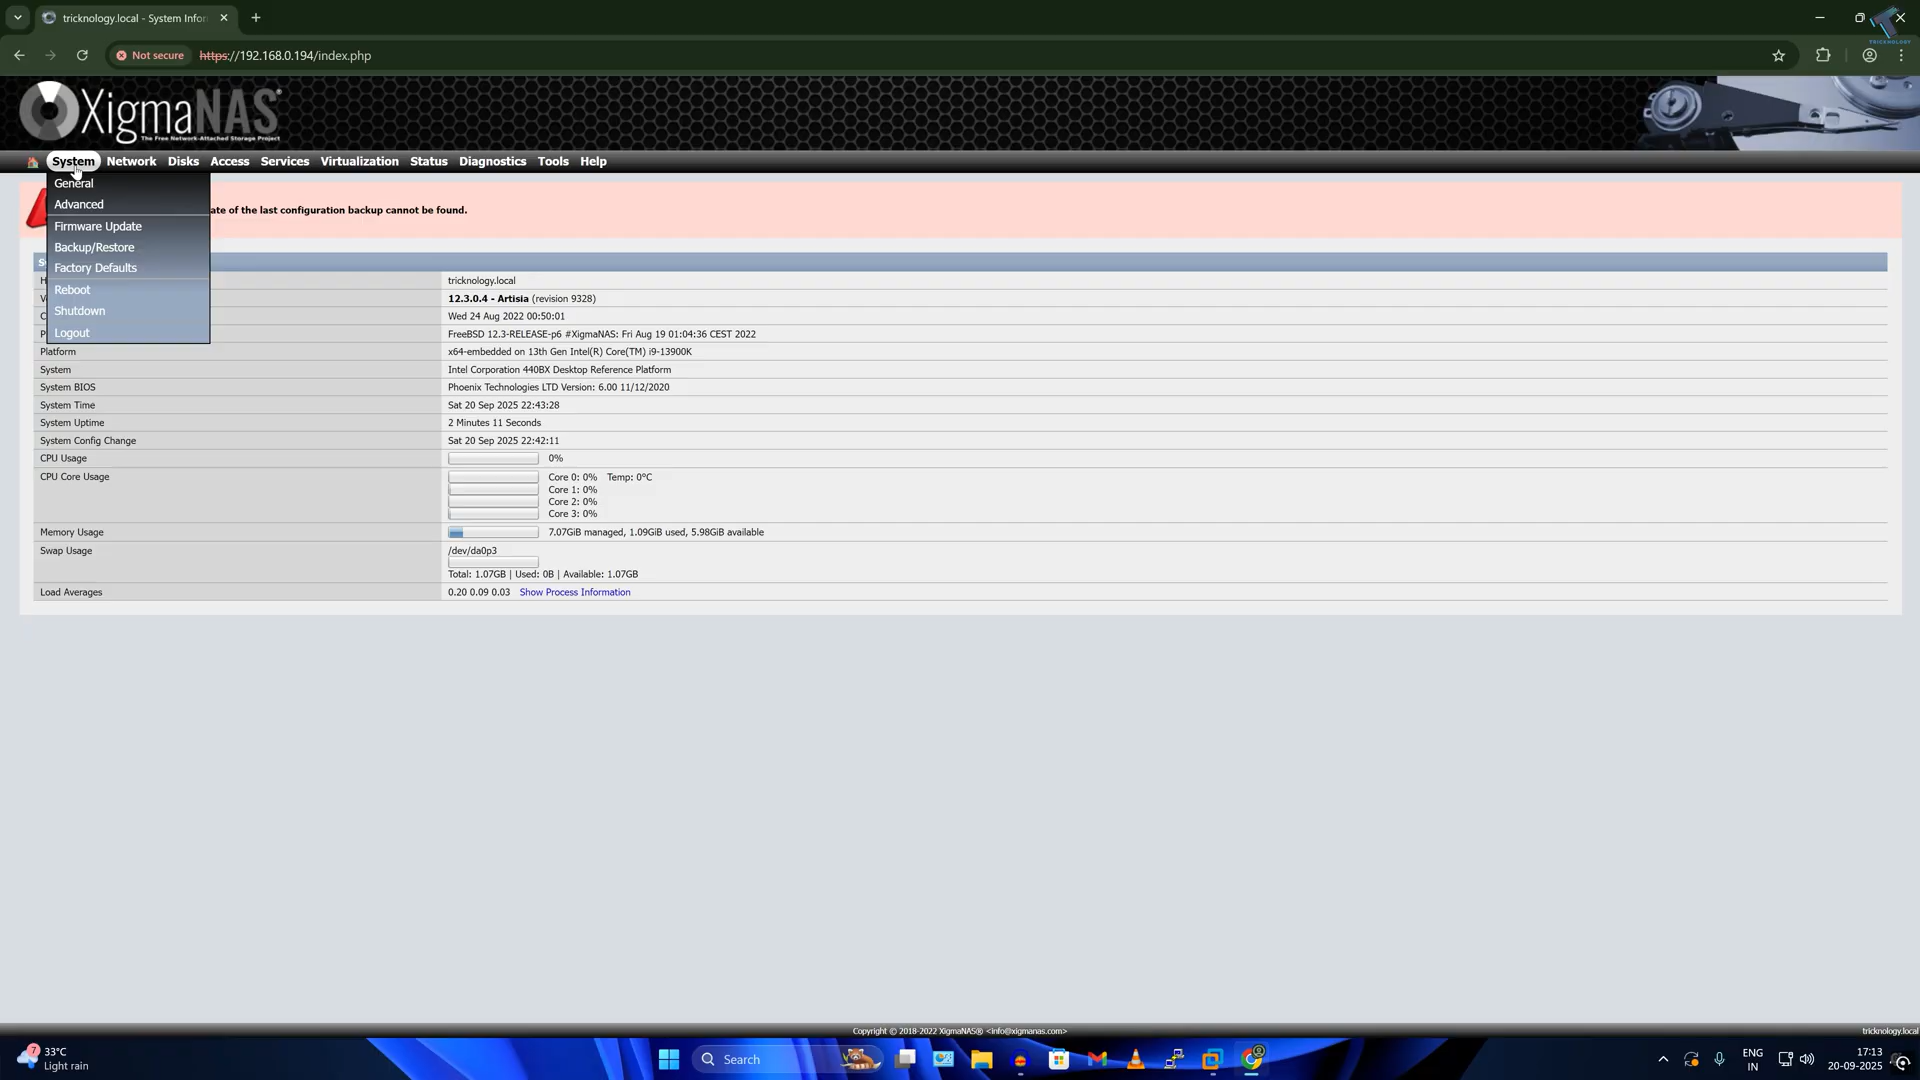 tricknology.local - System Infor
TRICKNOLOGY
Not secure
https://192.168.0.194/index.php
XigmaNAS®
The Free Network-Attached Storage Project
System Network Disks Access Services Virtualization Status Diagnostics Tools Help
General
Advanced
Firmware Update
Backup/Restore
Factory Defaults
Reboot
Shutdown
Logout
ate of the last configuration backup cannot be found.
tricknology.local
12.3.0.4 - Artisia (revision 9328)
Wed 24 Aug 2022 00:50:01
FreeBSD 12.3-RELEASE-p6 #XigmaNAS: Fri Aug 19 01:04:36 CEST 2022
Platform x64-embedded on 13th Gen Intel(R) Core(TM) i9-13900K
System Intel Corporation 440BX Desktop Reference Platform
System BIOS Phoenix Technologies LTD Version: 6.00 11/12/2020
System Time Sat 20 Sep 2025 22:43:28
System Uptime 2 Minutes 11 Seconds
System Config Change Sat 20 Sep 2025 22:42:11
CPU Usage 0%
CPU Core Usage Core 0: 0% Temp: 0°C
Core 1: 0%
Core 2: 0%
Core 3: 0%
Memory Usage 7.07GiB managed, 1.09GiB used, 5.98GiB available
Swap Usage /dev/da0p3
Total: 1.07GB | Used: 0B | Available: 1.07GB
Load Averages 0.20 0.09 0.03 Show Process Information
Copyright © 2018-2022 XigmaNAS® <info@xigmanas.com>
tricknology.local
7
33°C
Light rain
Search
ENG
IN
17:13
20-09-2025